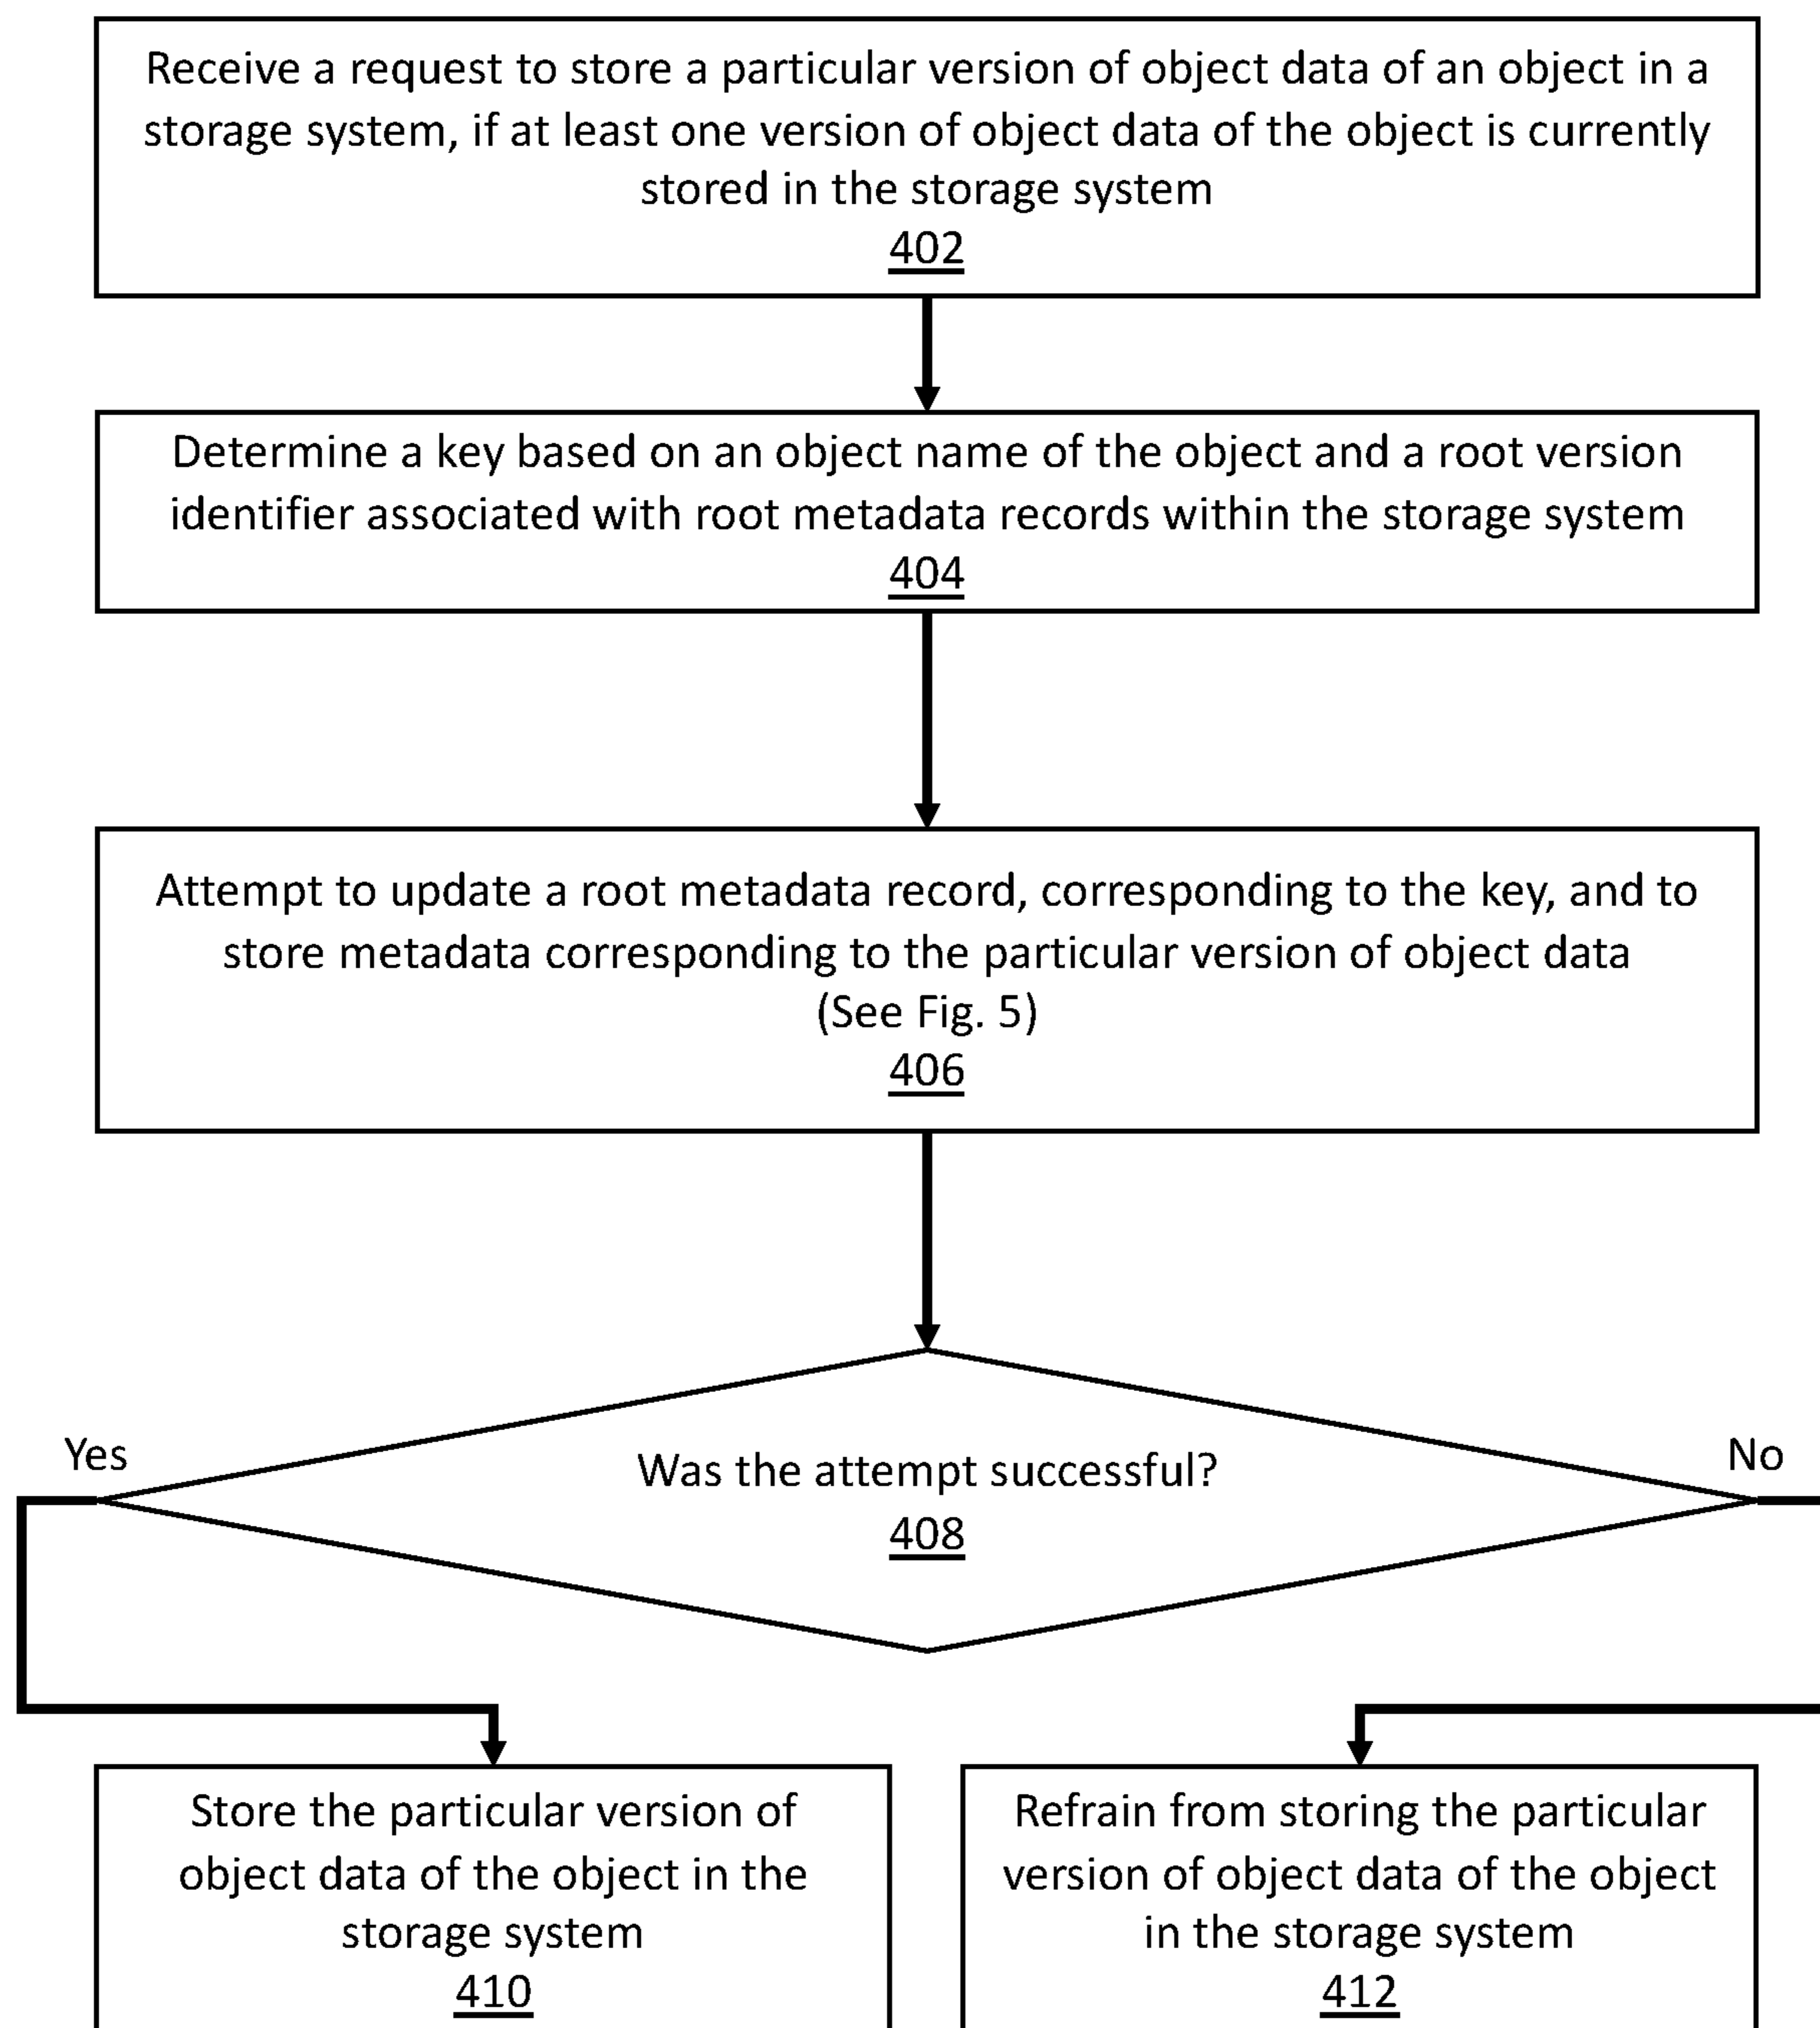 Receive a request to store a particular version of object data of an object in a
storage system, if at least one version of object data of the object is currently
stored in the storage system
402
Determine a key based on an object name of the object and a root version
identifier associated with root metadata records within the storage system
404
Attempt to update a root metadata record, corresponding to the key, and to
store metadata corresponding to the particular version of object data
(See Fig. 5)
406
Yes
No
Was the attempt successful?
408
Store the particular version of
object data of the object in the
storage system
410
Refrain from storing the particular
version of object data of the object
in the storage system
412